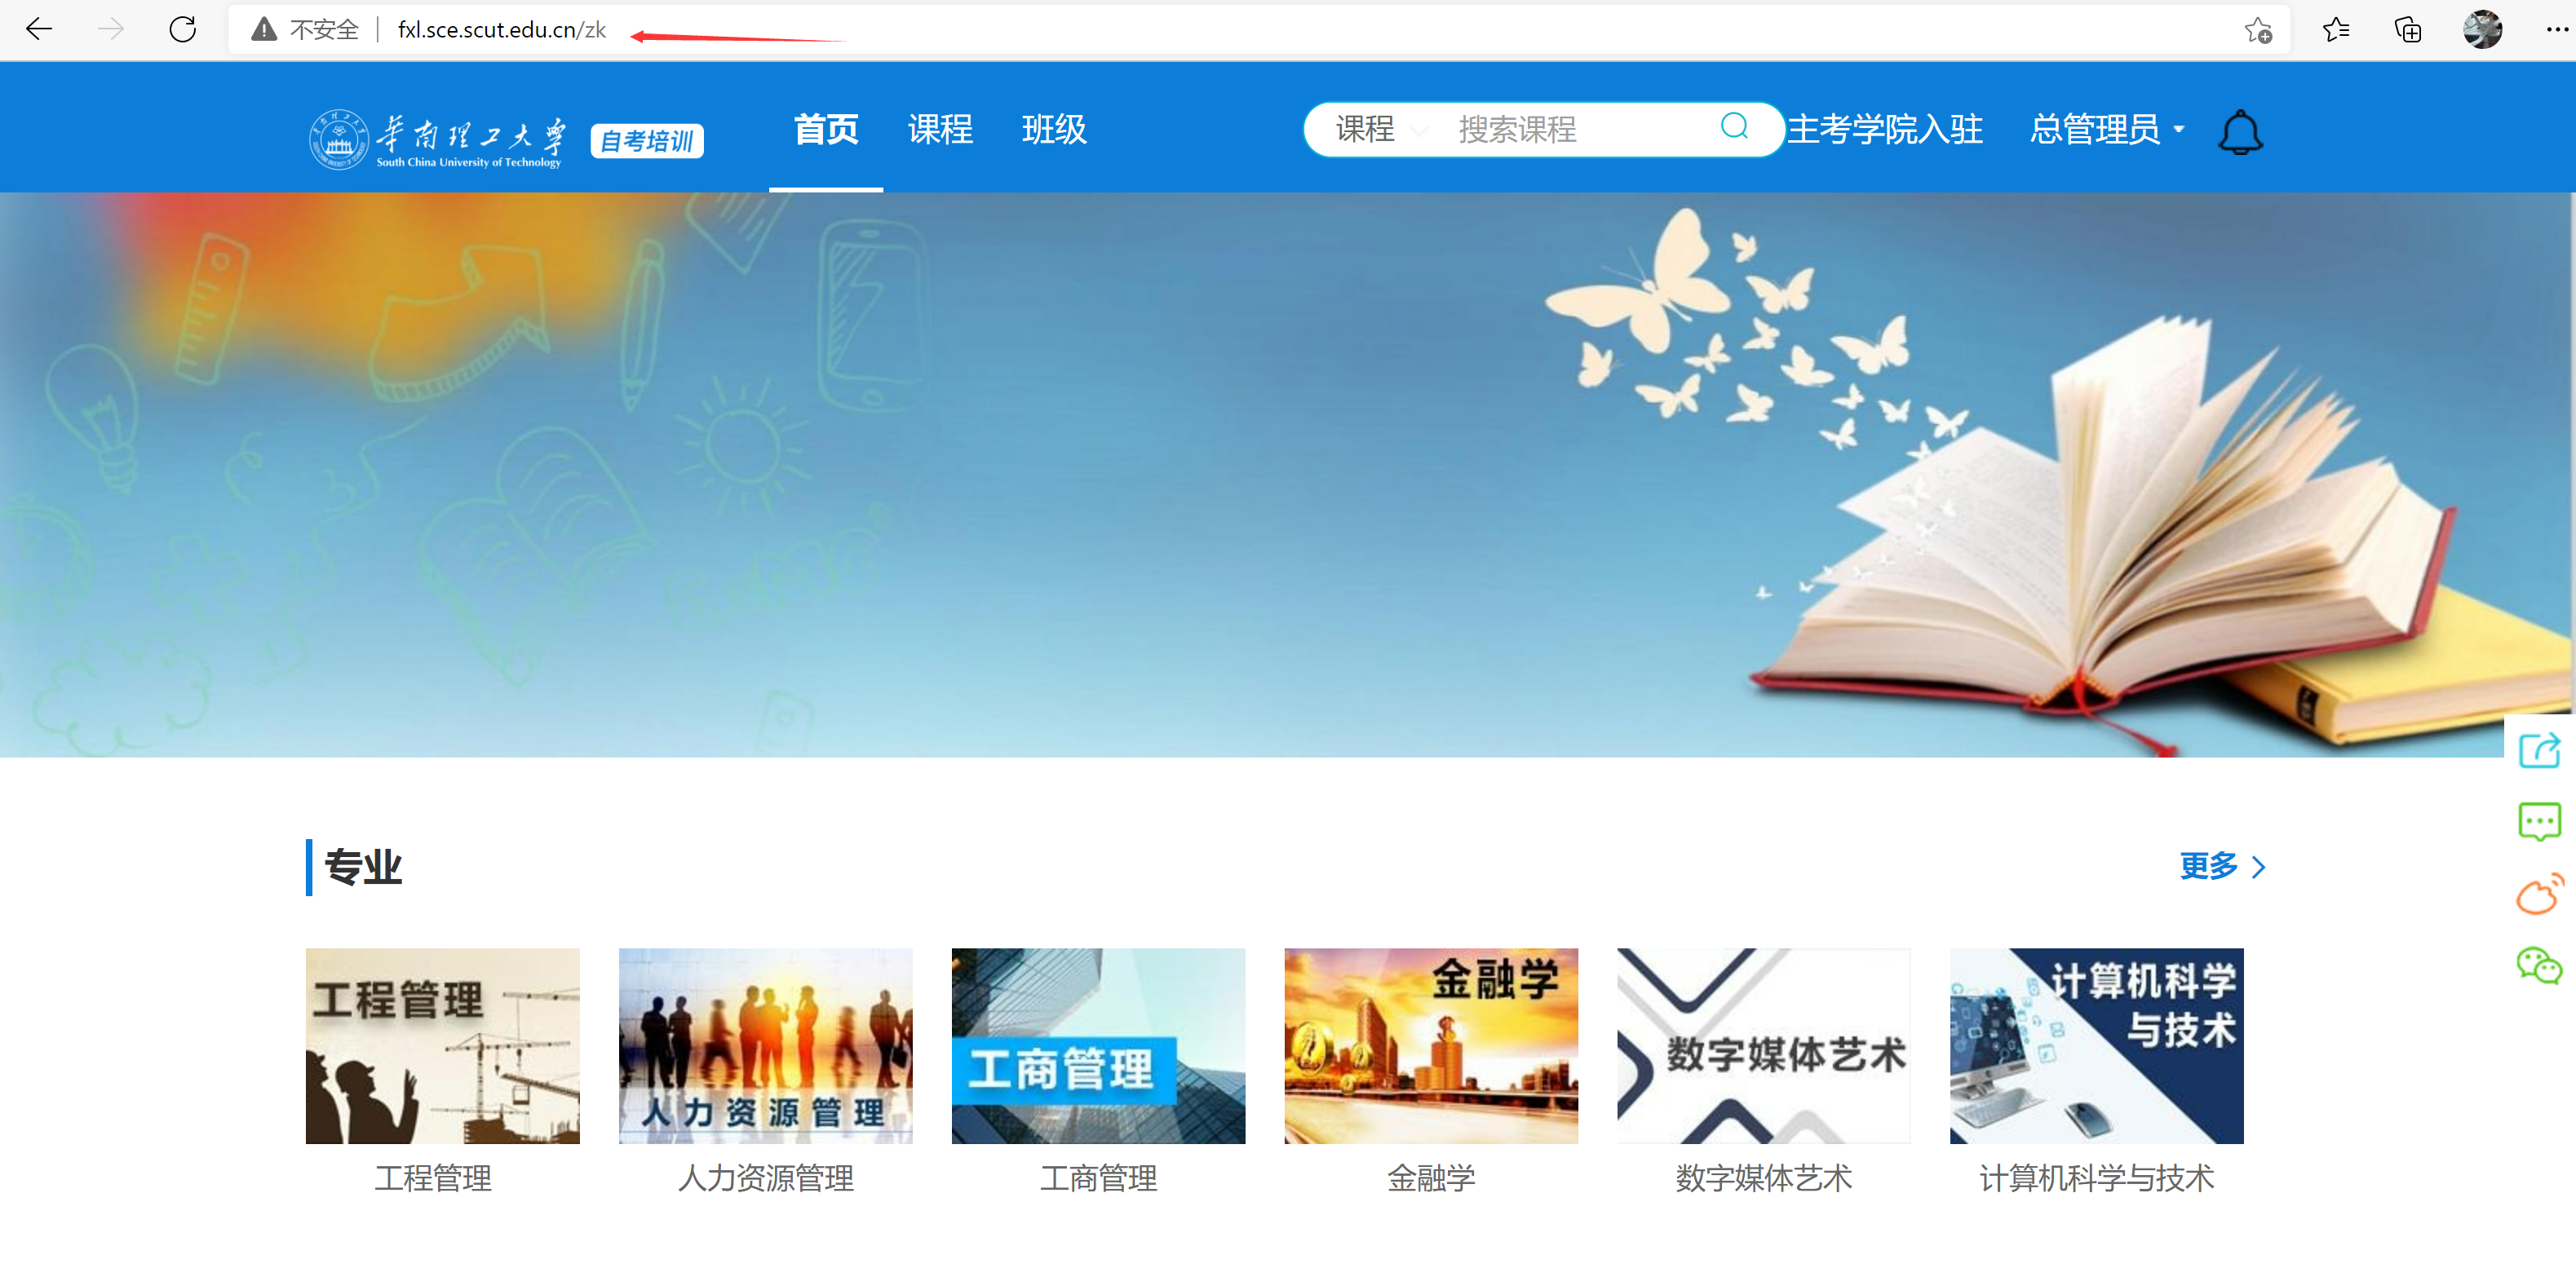 不安全 | fxl.sce.scut.edu.cn/zk
华南理工大学
South China University of Technology
自考培训
首页
课程
班级
课程
搜索课程
主考学院入驻
总管理员
专业
更多
工程管理
人力资源管理
工商管理
金融学
数字媒体艺术
计算机科学
与技术
工程管理
人力资源管理
工商管理
金融学
数字媒体艺术
计算机科学与技术